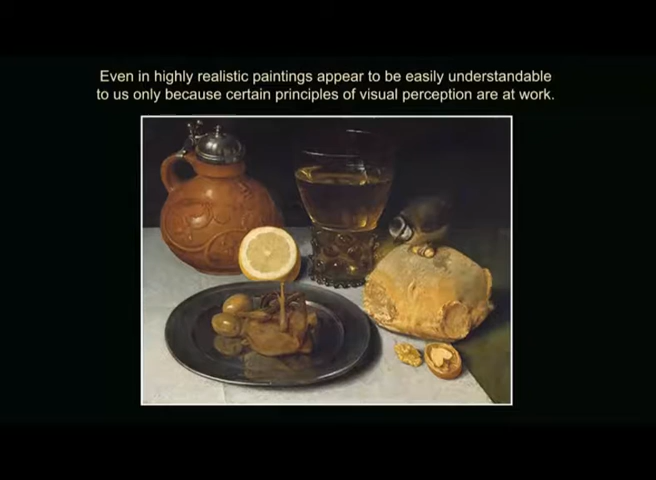 Even in highly realistic paintings appear to be easily understandable
to us only because certain principles of visual perception are at work.